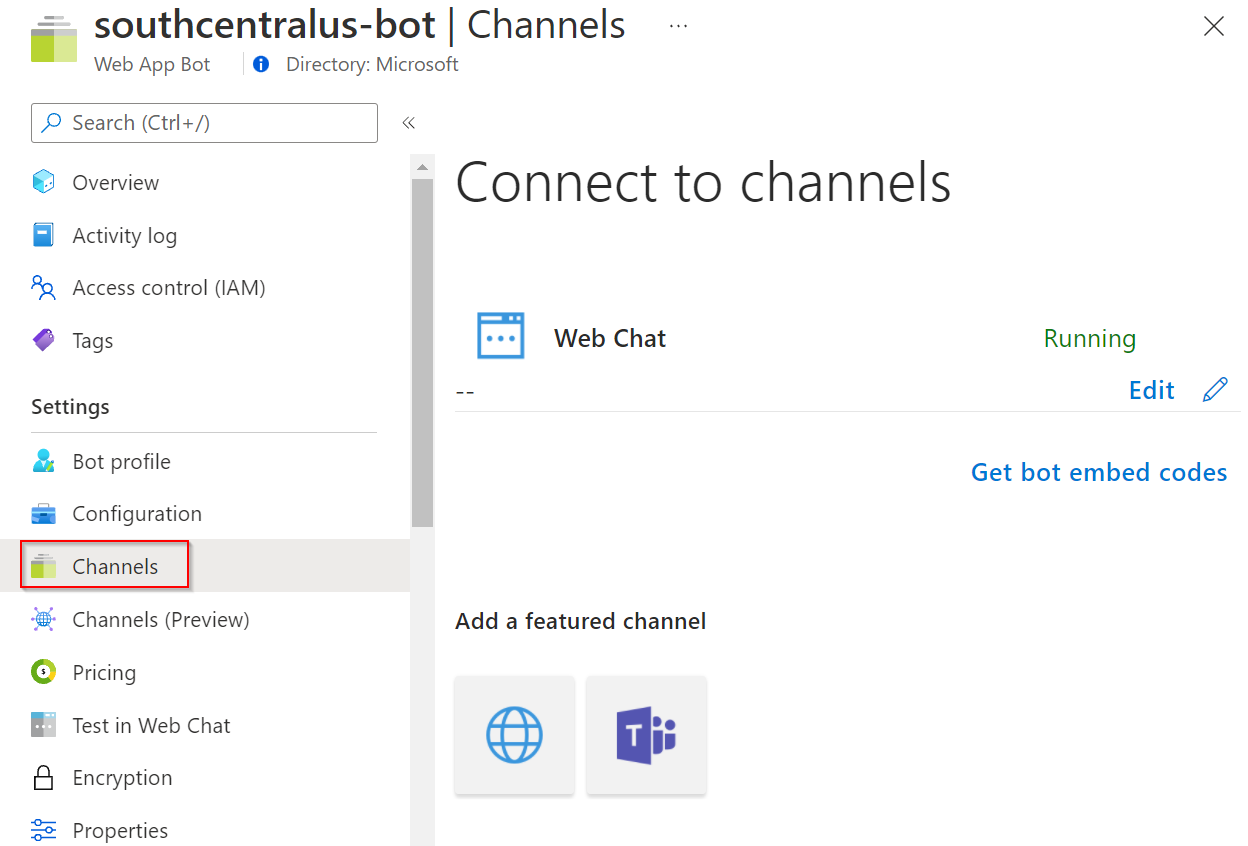 southcentralus-bot | Channels ...
Web App Bot
Directory: Microsoft
Search (Ctrl+/)
Overview
Activity log
Access control (IAM)
Tags
Settings
Bot profile
Configuration
Channels
Channels (Preview)
Pricing
Test in Web Chat
Encryption
Properties
Connect to channels
Web Chat
Running
--
Edit
Get bot embed codes
Add a featured channel
T